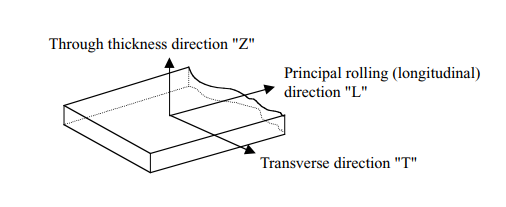 Through thickness direction "Z"
Principal rolling (longitudinal)
direction "L"
Transverse direction "T"